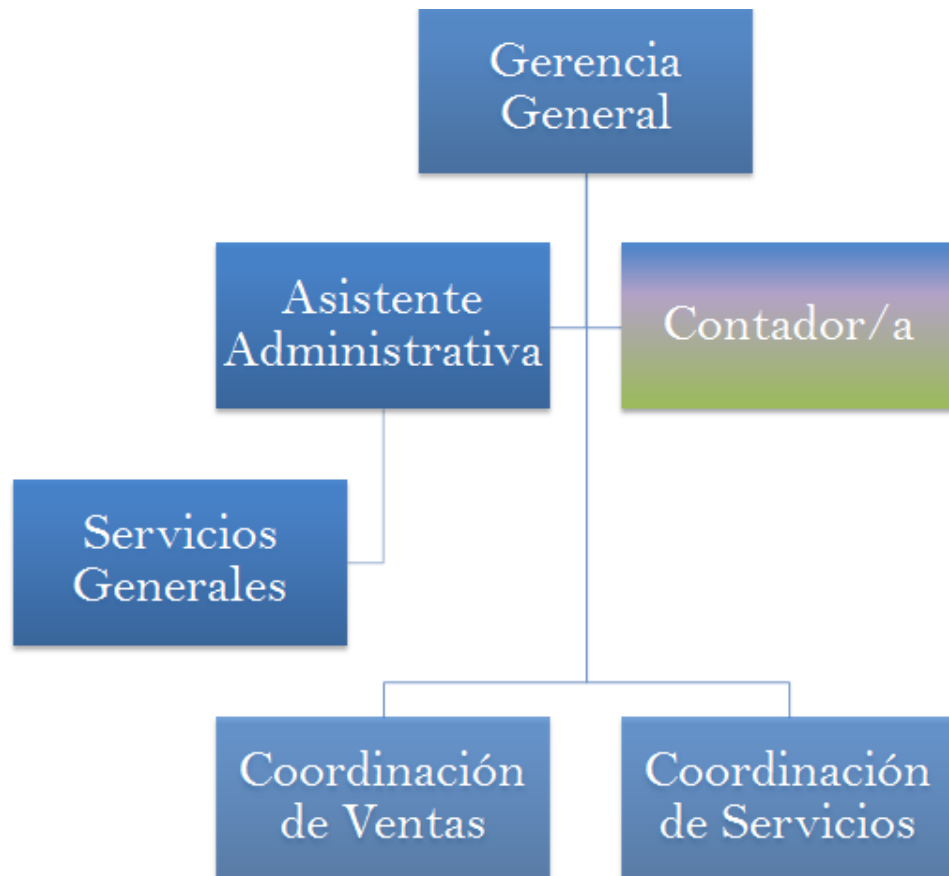 Gerencia
General
Asistente
Administrativa
Contador/a
Servicios
Generales
Coordinación
de Ventas
Coordinación
de Servicios